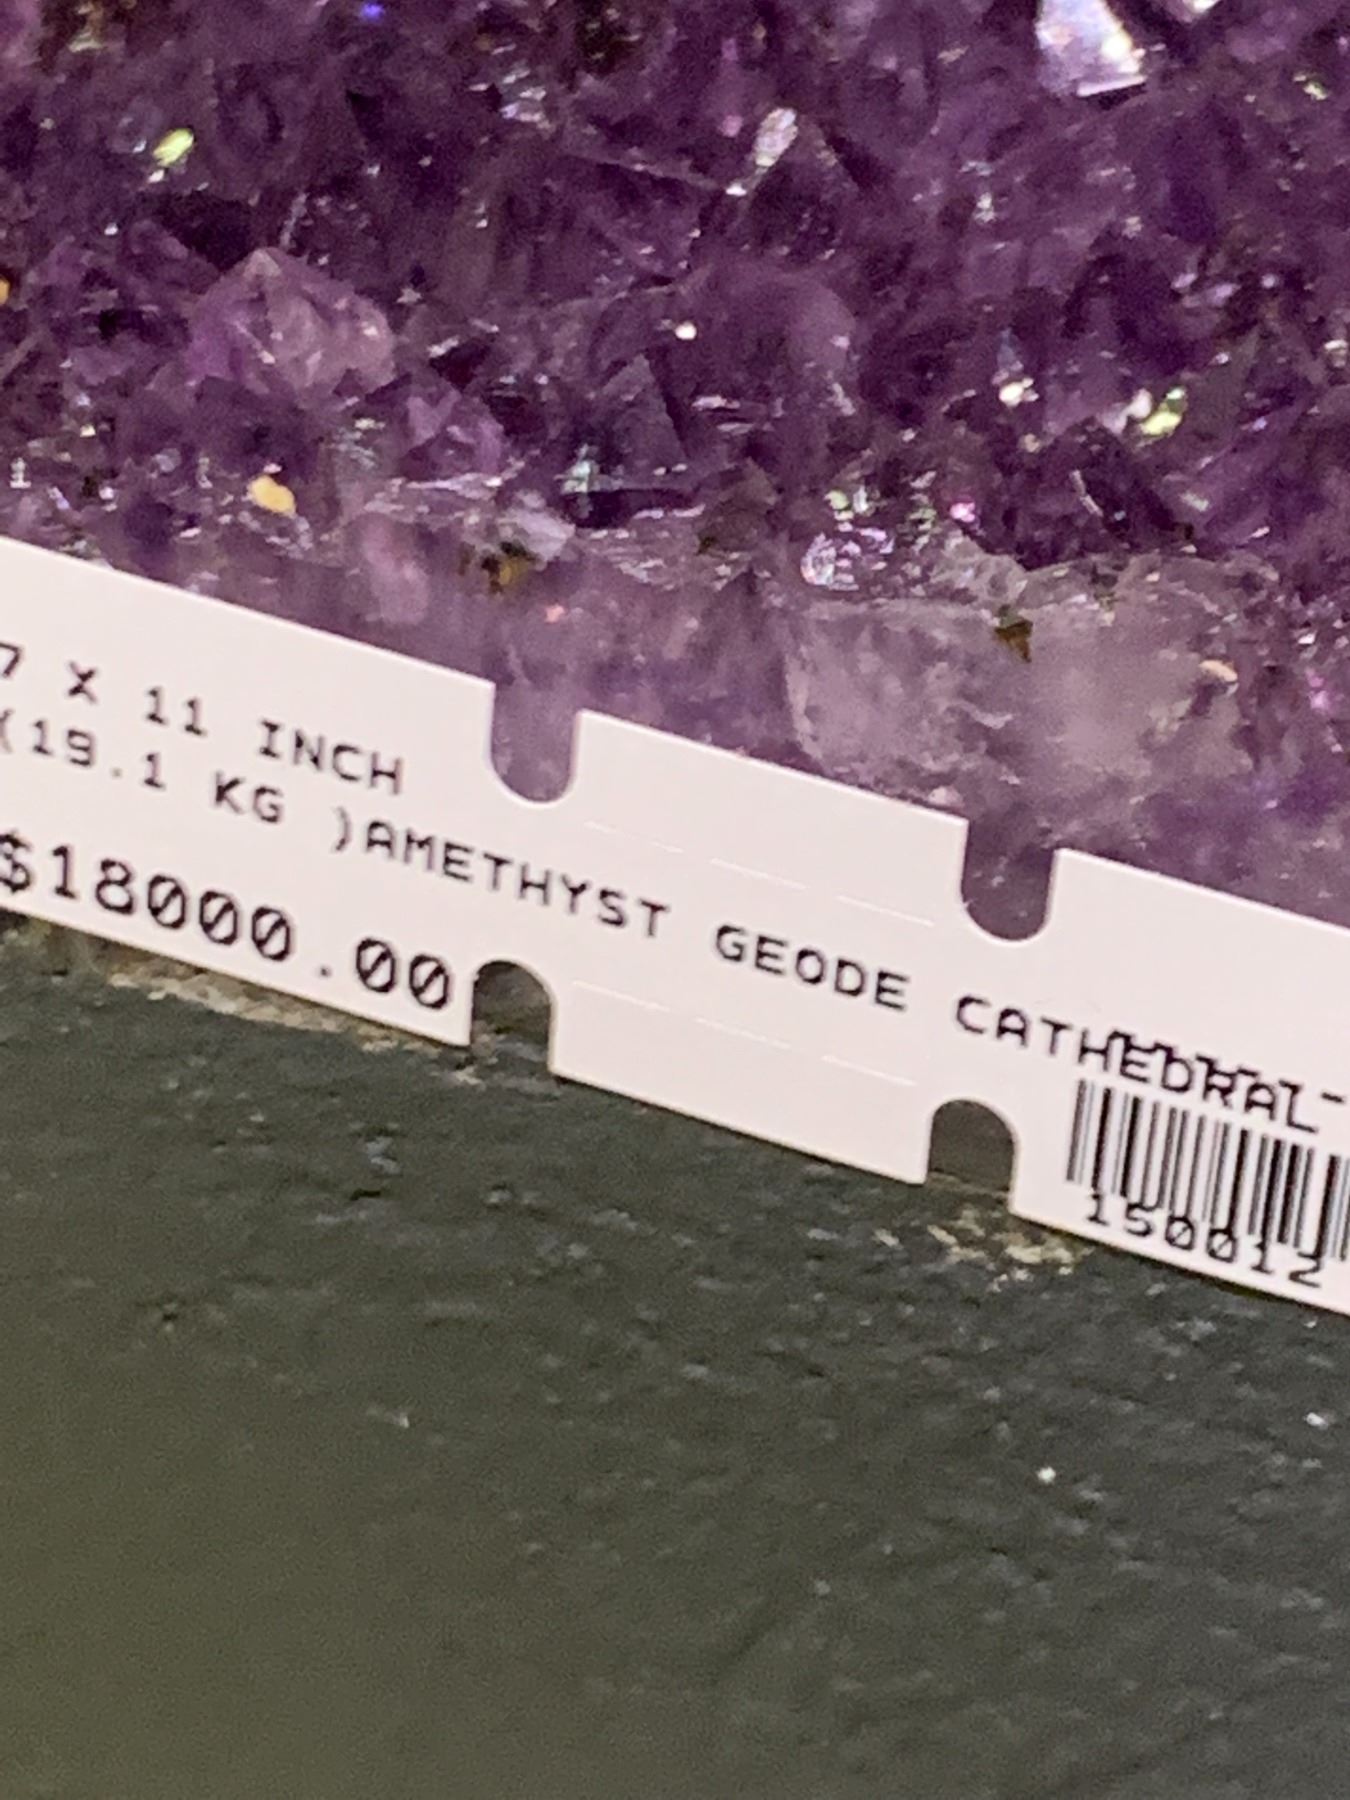 7 X 11 INCH
(19.1 KG )AMETHYST GEODE CATHEDRAL-
$18000.00
150012